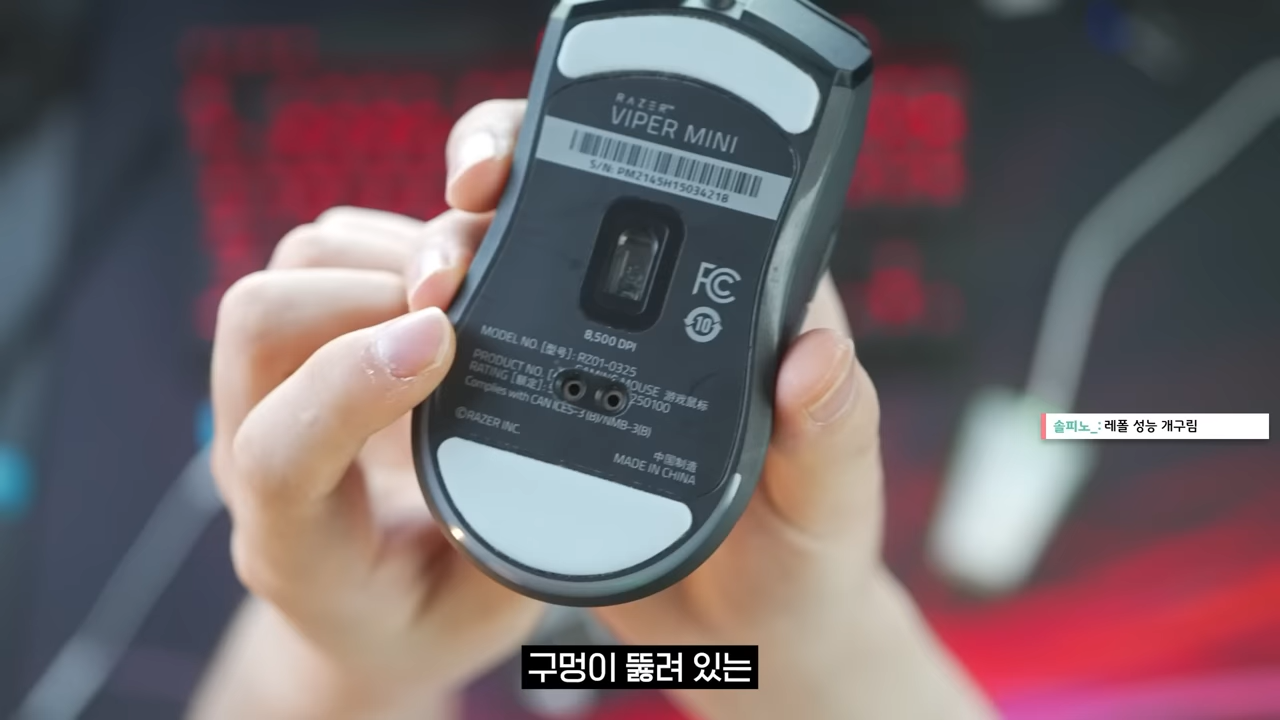 RAZER™
VIPER MINI
S/N: PM2145H15034218
FCC
10
8,500 DPI
MODEL NO. [型号]: RZ01-0325
PRODUCT NO. GAMING MOUSE 游戏鼠标
RATING [额定]: 250100
Complies with CAN ICES-3(B)/NMB-3(B)
©RAZER INC.
中国制造
MADE IN CHINA
솔피노_: 레폴 성능 개구림
구멍이 뚫려 있는